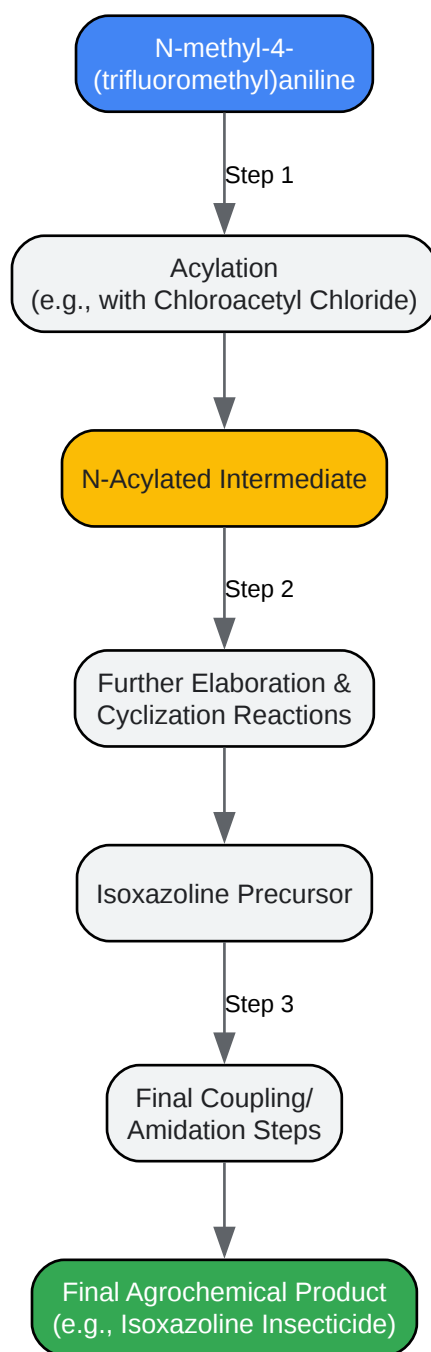 N-methyl-4-
(trifluoromethyl)aniline
Step 1
Acylation
(e.g., with Chloroacetyl Chloride)
N-Acylated Intermediate
Step 2
Further Elaboration &
Cyclization Reactions
Isoxazoline Precursor
Step 3
Final Coupling/
Amidation Steps
Final Agrochemical Product
(e.g., Isoxazoline Insecticide)